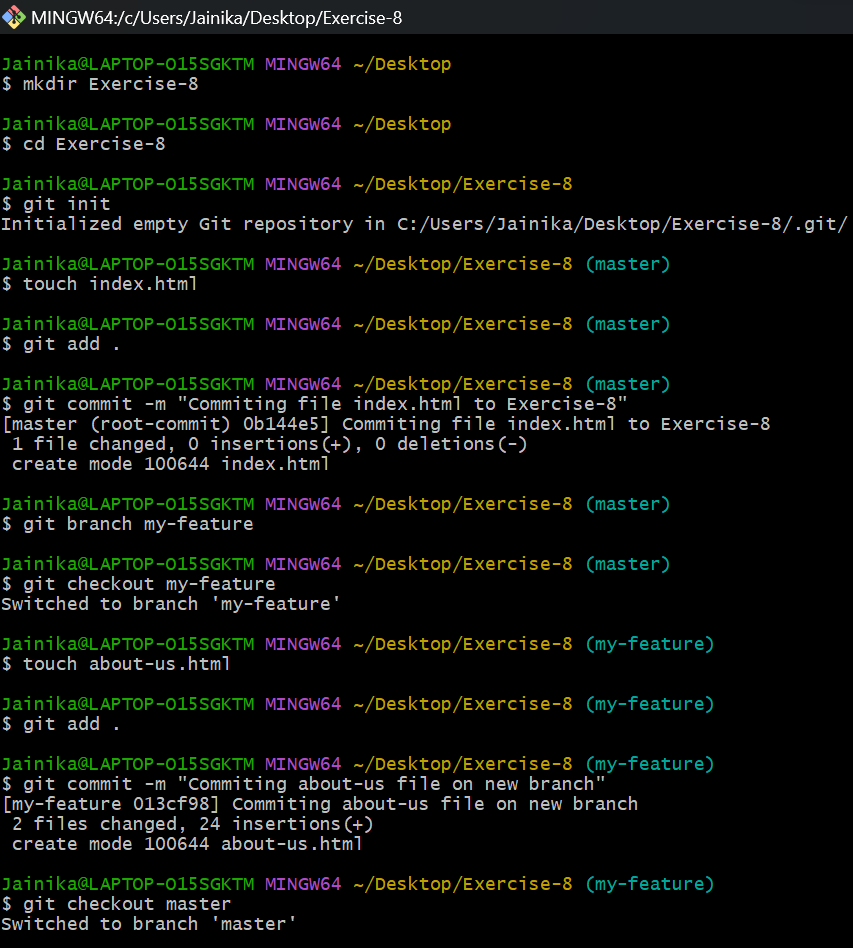 MINGW64:/c/Users/Jainika/Desktop/Exercise-8
Jainika@LAPTOP-O15SGKTM MINGW64 ~/Desktop
$ mkdir Exercise-8
Jainika@LAPTOP-O15SGKTM MINGW64 ~/Desktop
$ cd Exercise-8
Jainika@LAPTOP-O15SGKTM MINGW64 ~/Desktop/Exercise-8
$ git init
Initialized empty Git repository in C:/Users/Jainika/Desktop/Exercise-8/.git/
Jainika@LAPTOP-O15SGKTM MINGW64 ~/Desktop/Exercise-8 (master)
$ touch index.html
Jainika@LAPTOP-O15SGKTM MINGW64 ~/Desktop/Exercise-8 (master)
$ git add .
Jainika@LAPTOP-O15SGKTM MINGW64 ~/Desktop/Exercise-8 (master)
$ git commit -m "Commiting file index.html to Exercise-8"
[master (root-commit) 0b144e5] Commiting file index.html to Exercise-8
 1 file changed, 0 insertions(+), 0 deletions(-)
 create mode 100644 index.html
Jainika@LAPTOP-O15SGKTM MINGW64 ~/Desktop/Exercise-8 (master)
$ git branch my-feature
Jainika@LAPTOP-O15SGKTM MINGW64 ~/Desktop/Exercise-8 (master)
$ git checkout my-feature
Switched to branch 'my-feature'
Jainika@LAPTOP-O15SGKTM MINGW64 ~/Desktop/Exercise-8 (my-feature)
$ touch about-us.html
Jainika@LAPTOP-O15SGKTM MINGW64 ~/Desktop/Exercise-8 (my-feature)
$ git add .
Jainika@LAPTOP-O15SGKTM MINGW64 ~/Desktop/Exercise-8 (my-feature)
$ git commit -m "Commiting about-us file on new branch"
[my-feature 013cf98] Commiting about-us file on new branch
 2 files changed, 24 insertions(+)
 create mode 100644 about-us.html
Jainika@LAPTOP-O15SGKTM MINGW64 ~/Desktop/Exercise-8 (my-feature)
$ git checkout master
Switched to branch 'master'